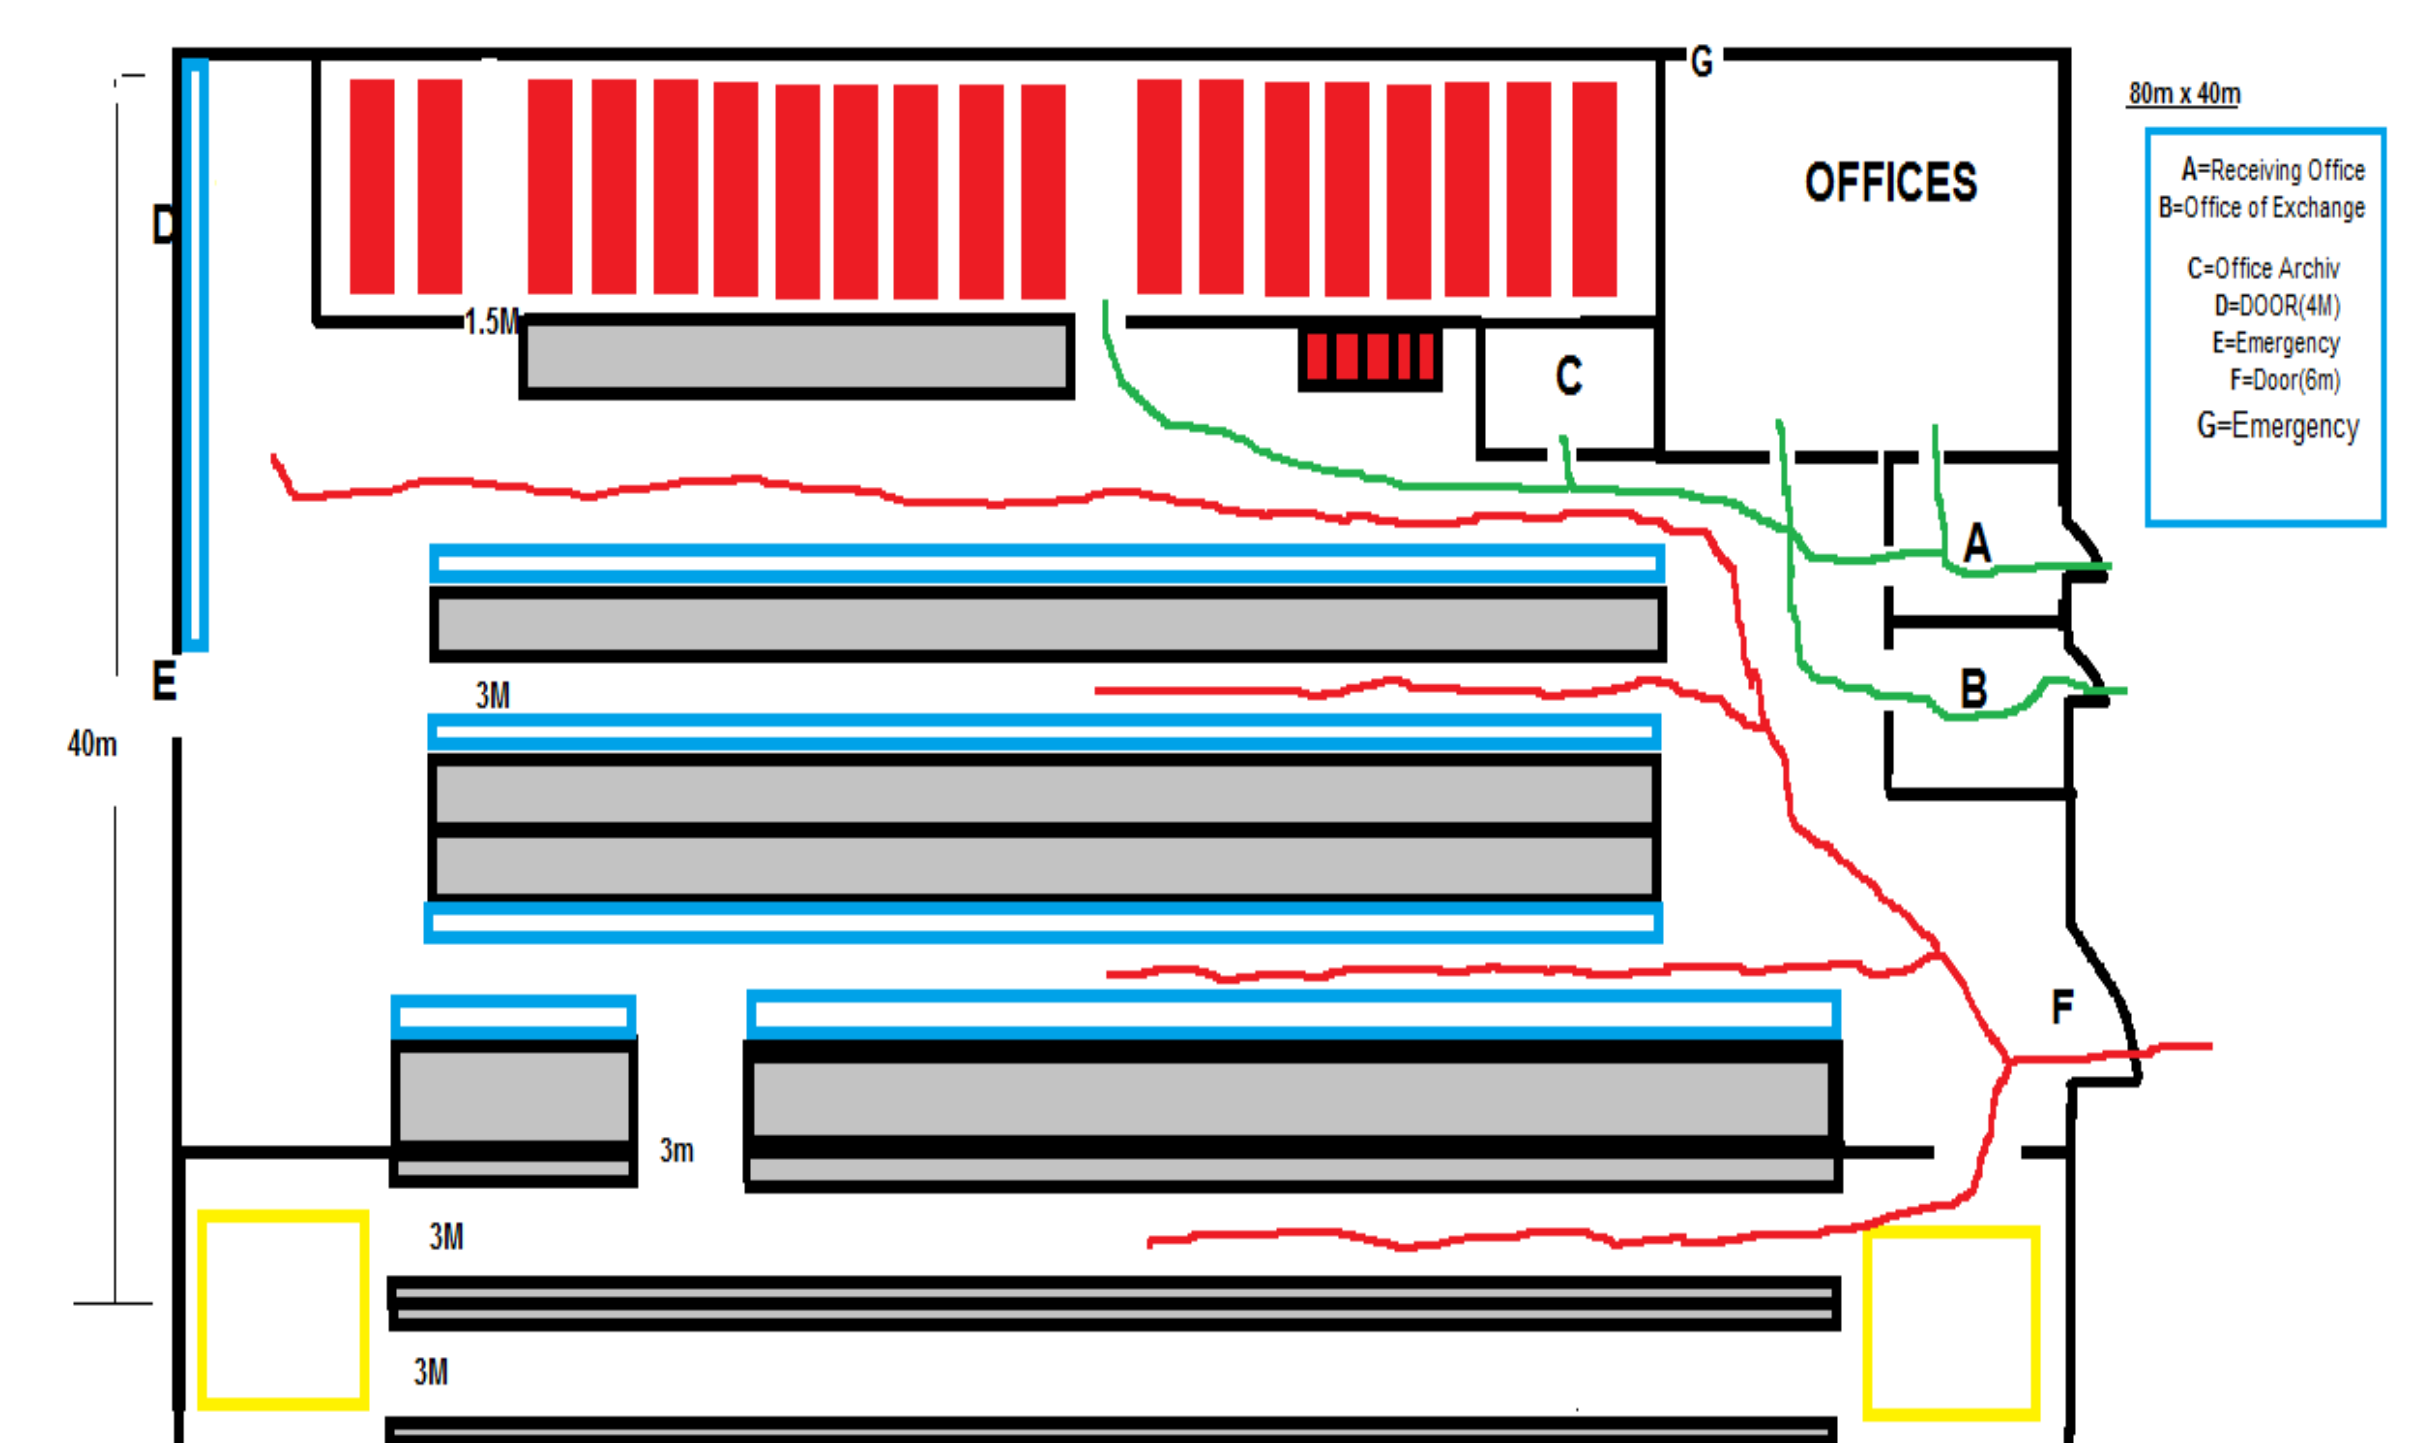 G
80m x 40m
OFFICES
A=Receiving Office
B=Office of Exchange
C=Office Archiv
D=DOOR(4M)
E=Emergency
F=Door(6m)
G=Emergency
D
1.5M
C
A
E
3M
B
40m
F
3m
3M
3M